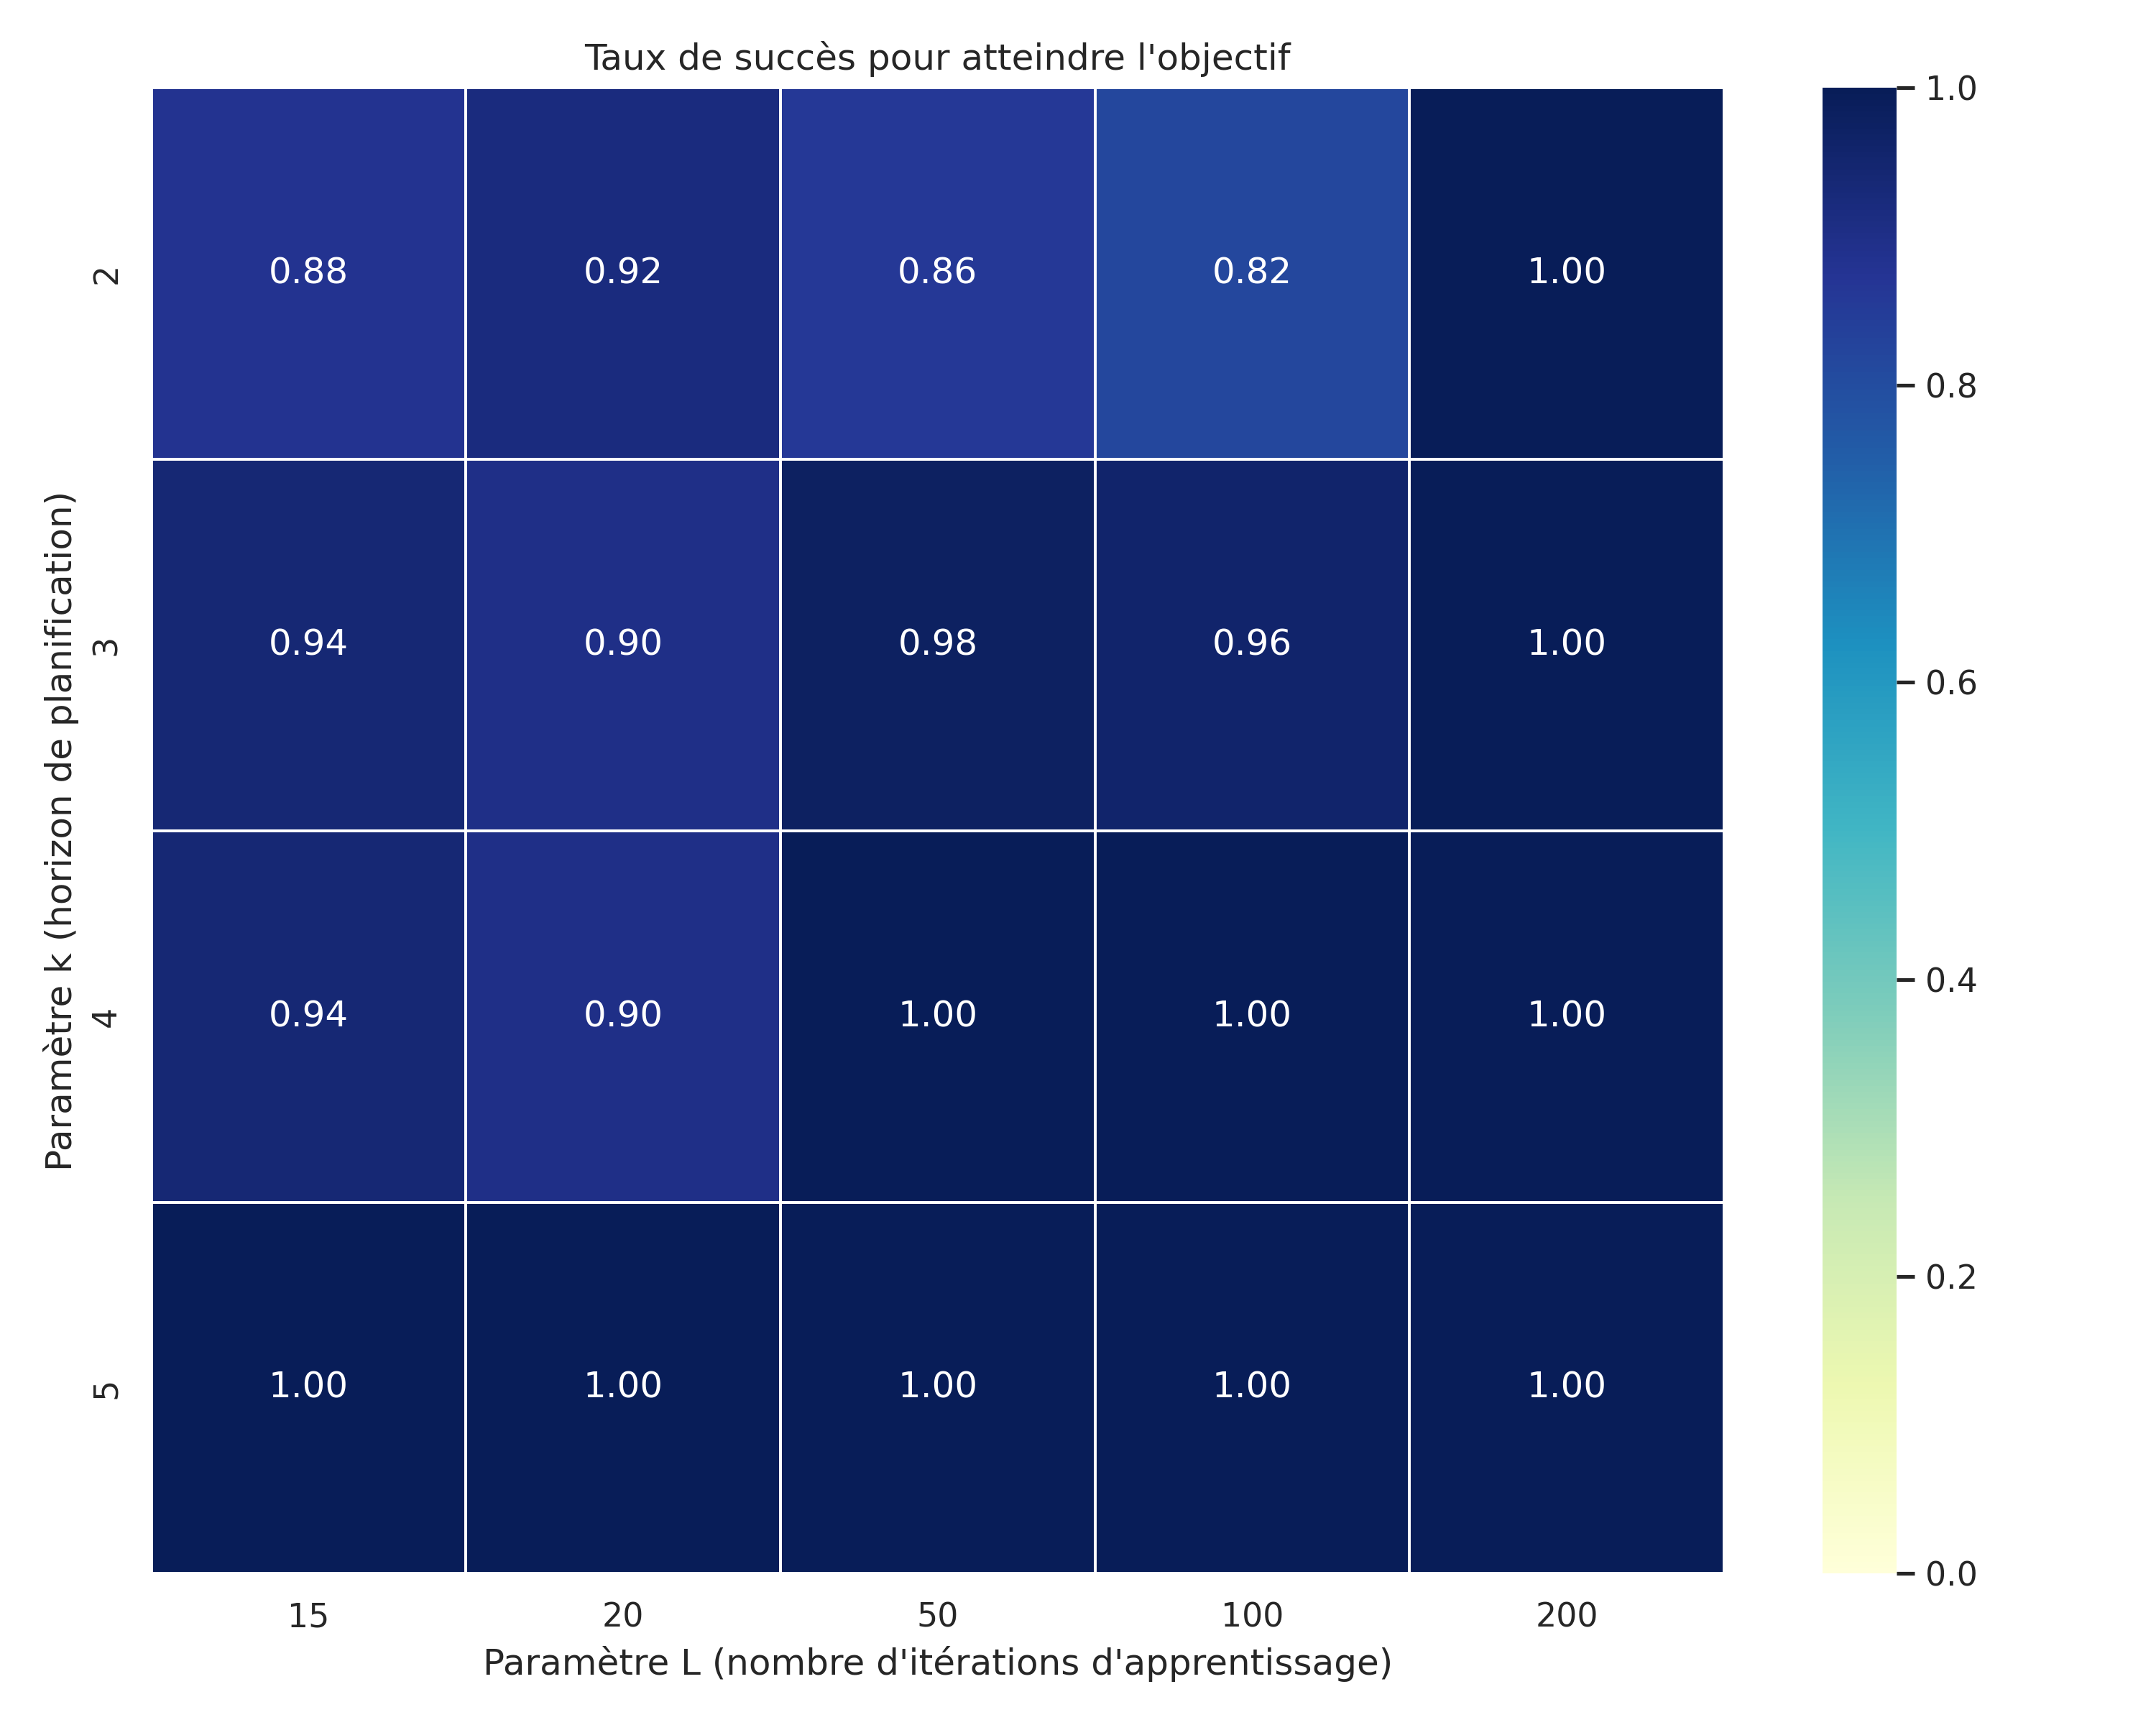 Taux de succès pour atteindre l'objectif
Paramètre k (horizon de planification)
2 0.88 0.92 0.86 0.82 1.00
3 0.94 0.90 0.98 0.96 1.00
4 0.94 0.90 1.00 1.00 1.00
5 1.00 1.00 1.00 1.00 1.00
15 20 50 100 200
Paramètre L (nombre d'itérations d'apprentissage)
1.0
0.8
0.6
0.4
0.2
0.0